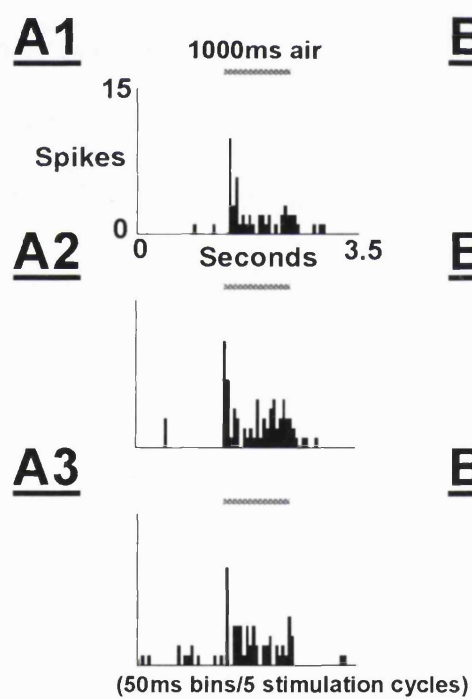 A1
B
1000ms air
15
Spikes
0
0
Seconds
3.5
A2
B
A3
B
(50ms bins/5 stimulation cycles)